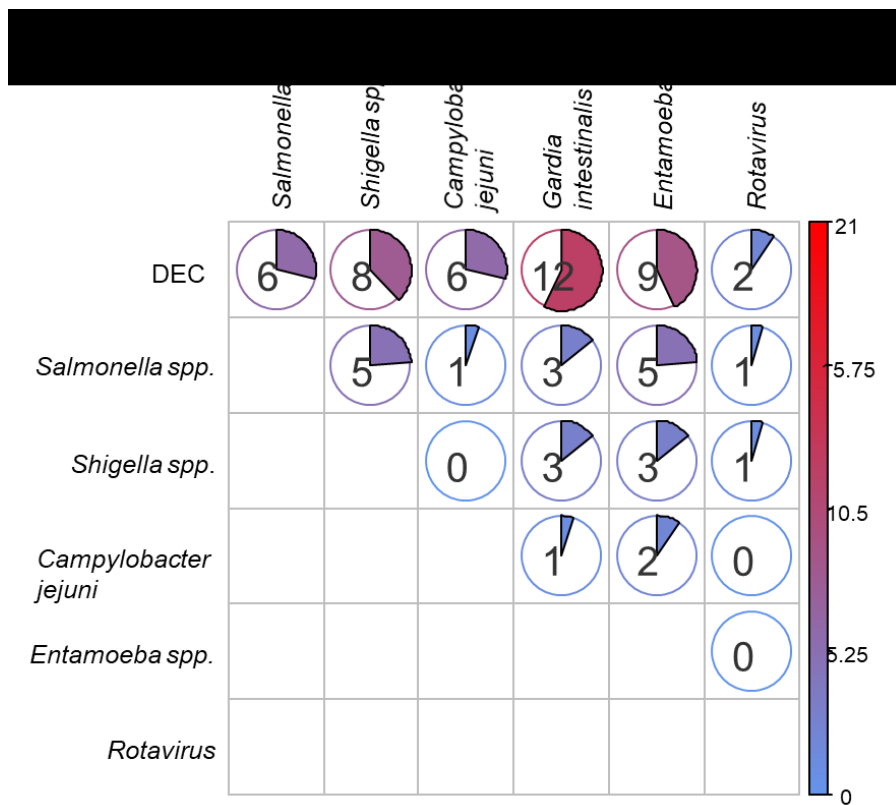 Salmonella
Shigella sp
Campyloba
jejuni
Gardia
intestinalis
Entamoeba
Rotavirus
DEC 6 8 6 12 9 2
Salmonella spp. 5 1 3 5 1
Shigella spp. 0 3 3 1
Campylobacter
jejuni 1 2 0
Entamoeba spp. 0
Rotavirus
21
5.75
10.5
5.25
0